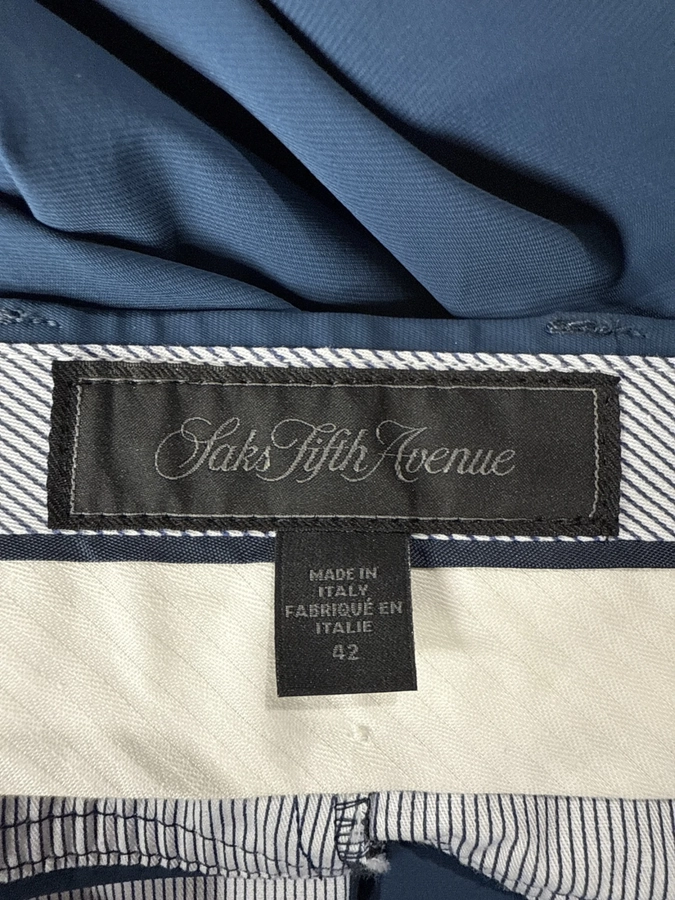 Saks Fifth Avenue
MADE IN
ITALY
FABRIQUÉ EN
ITALIE
42